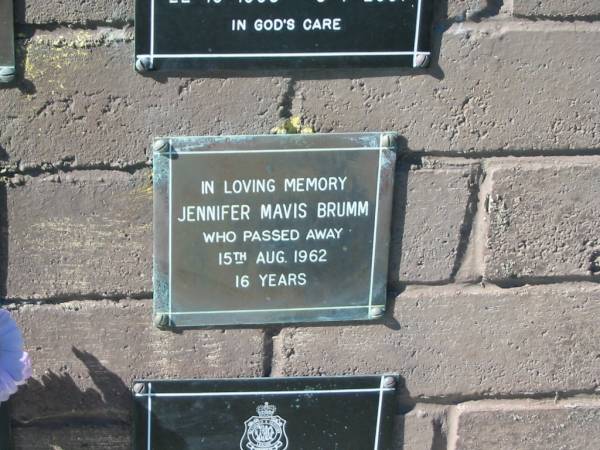 IN GOD'S CARE
IN LOVING MEMORY
JENNIFER MAVIS BRUMM
WHO PASSED AWAY
15TH AUG. 1962
16 YEARS